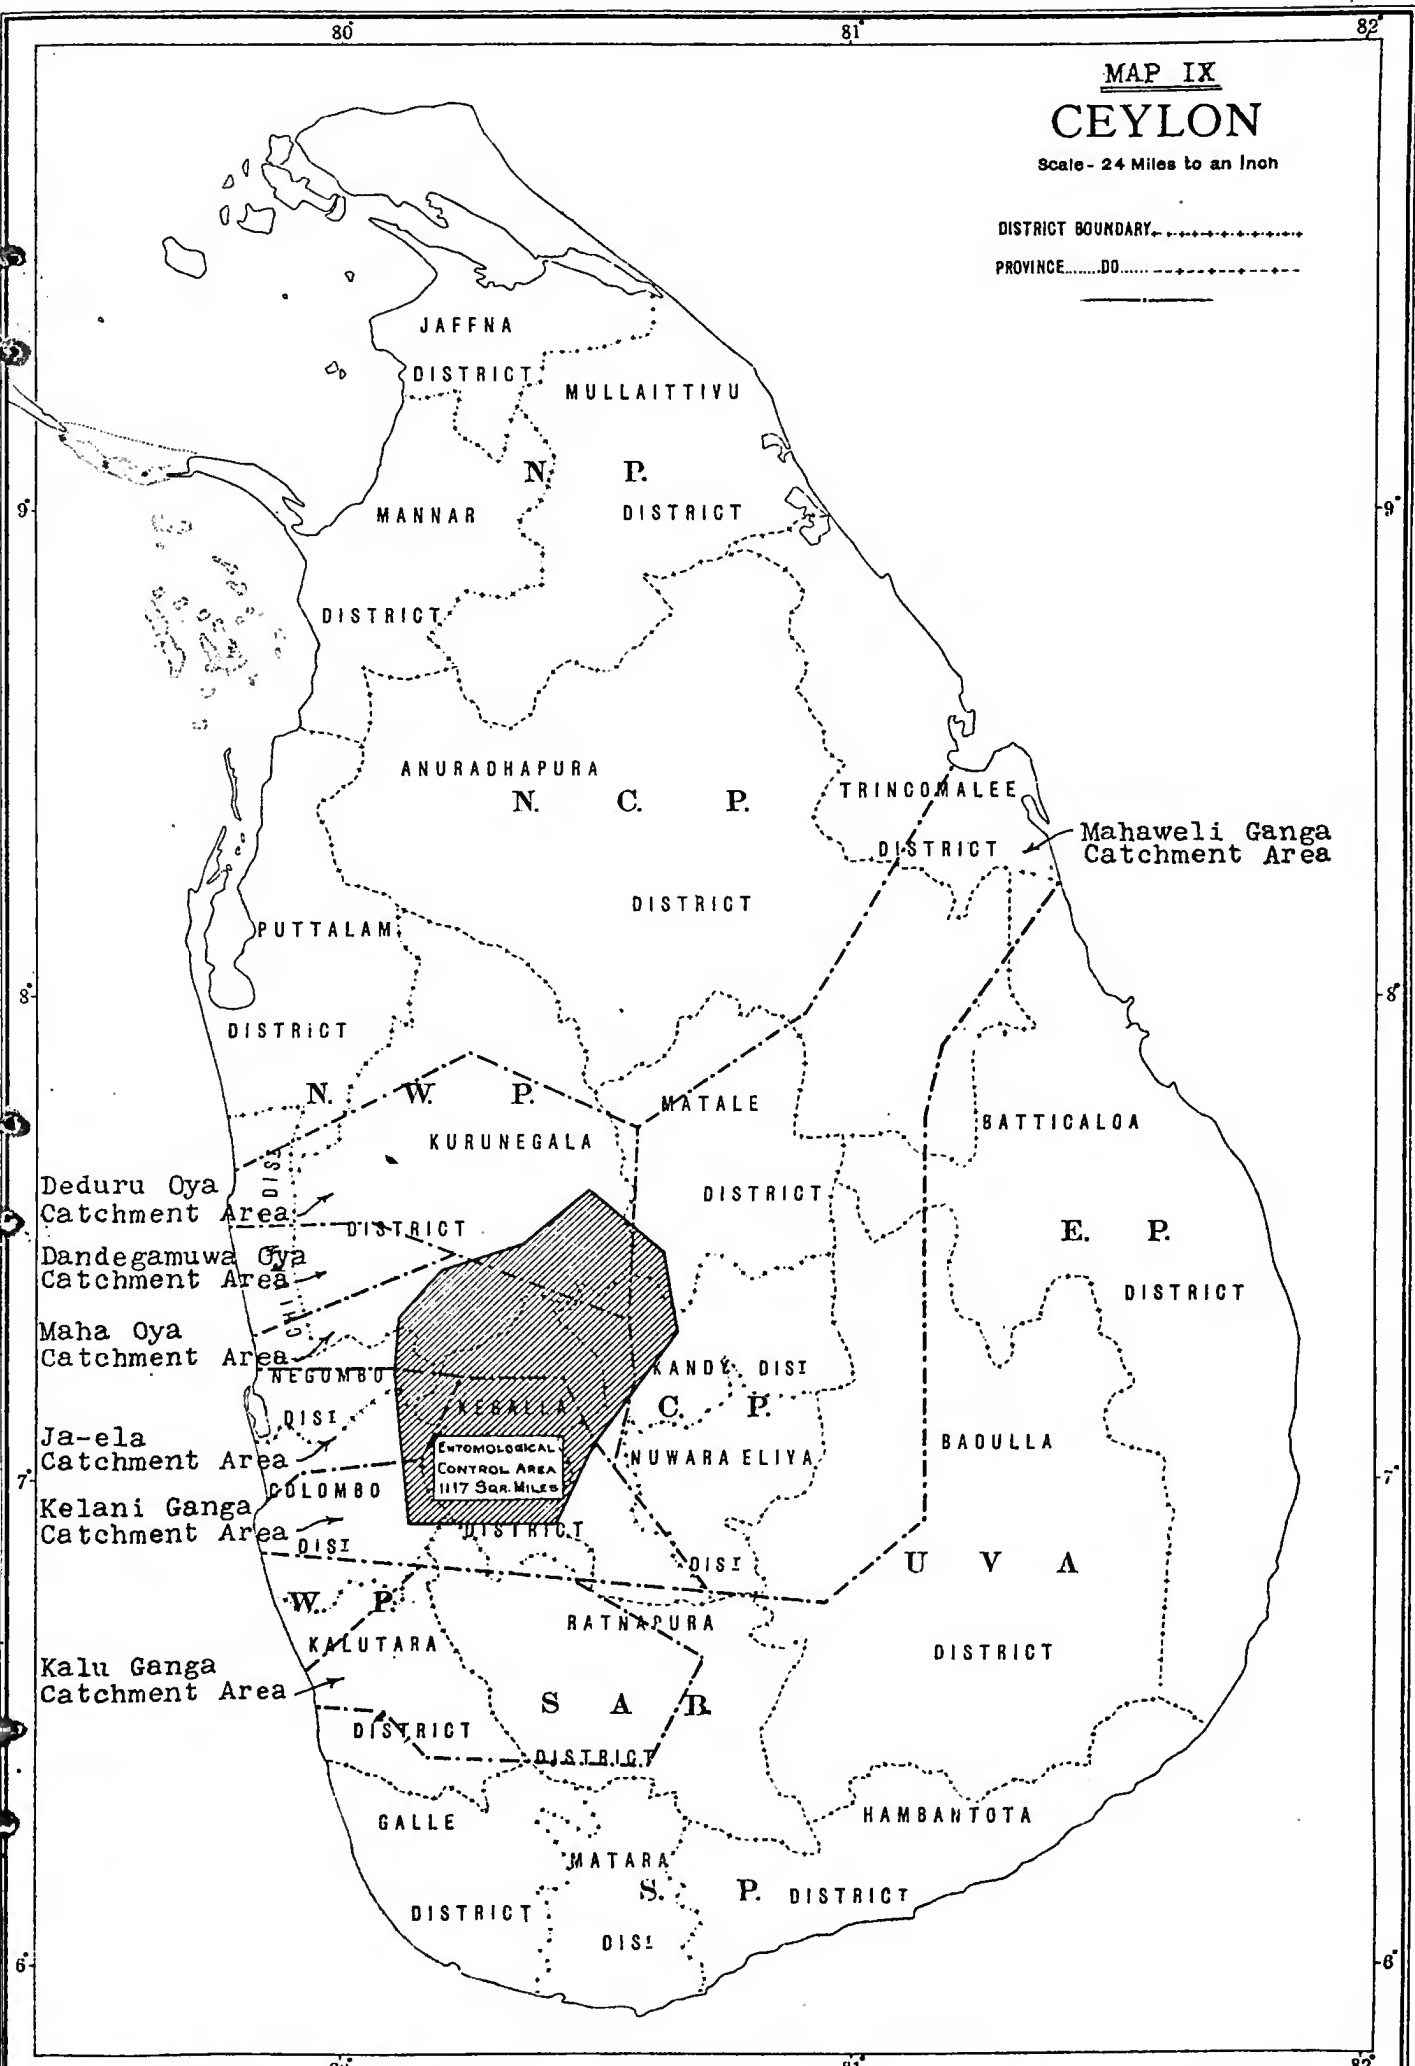 80°
81°
82°
MAP IX
CEYLON
Scale - 24 Miles to an Inch
DISTRICT BOUNDARY
PROVINCE.......DO......
JAFFNA
DISTRICT
MULLAITTIVU
N. P.
MANNAR
DISTRICT
9°
9°
DISTRICT
ANURADHAPURA
N. C. P.
TRINCOMALEE
DISTRICT
Mahaweli Ganga
Catchment Area
DISTRICT
PUTTALAM
8°
8°
DISTRICT
N. W. P.
MATALE
KURUNEGALA
BATTICALOA
Deduru Oya
Catchment Area
DISTRICT
DISTRICT
E. P.
DISTRICT
Dandegamuwa Oya
Catchment Area
Maha Oya
Catchment Area
NEGOMBO
DIST
KANDY DIST
C. P.
KEGALLA
Ja-ela
Catchment Area
ENTOMOLOGICAL
CONTROL AREA
1117 SQR. MILES
NUWARA ELIYA
BADULLA
7°
7°
COLOMBO
Kelani Ganga
Catchment Area
DIST
DISTRICT
DIST
U V A
W. P.
RATNAPURA
KALUTARA
DISTRICT
Kalu Ganga
Catchment Area
S A B.
DISTRICT
DISTRICT
GALLE
HAMBANTOTA
MATARA
S. P.
DISTRICT
DISTRICT
DIST
6°
6°
81°
82°